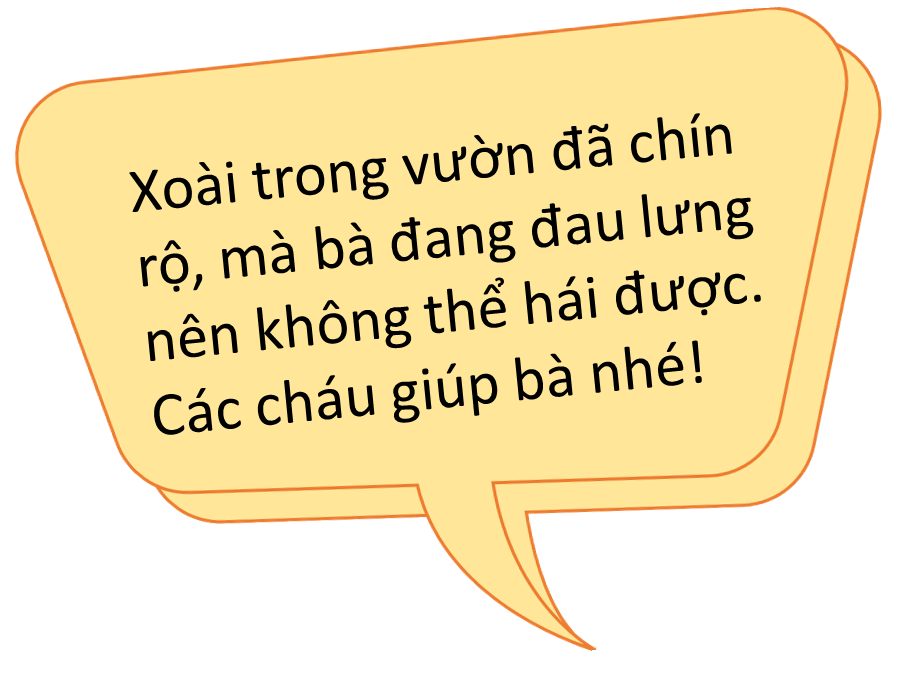 Xoài trong vườn đã chín
rộ, mà bà đang đau lưng
nên không thể hái được.
Các cháu giúp bà nhé!